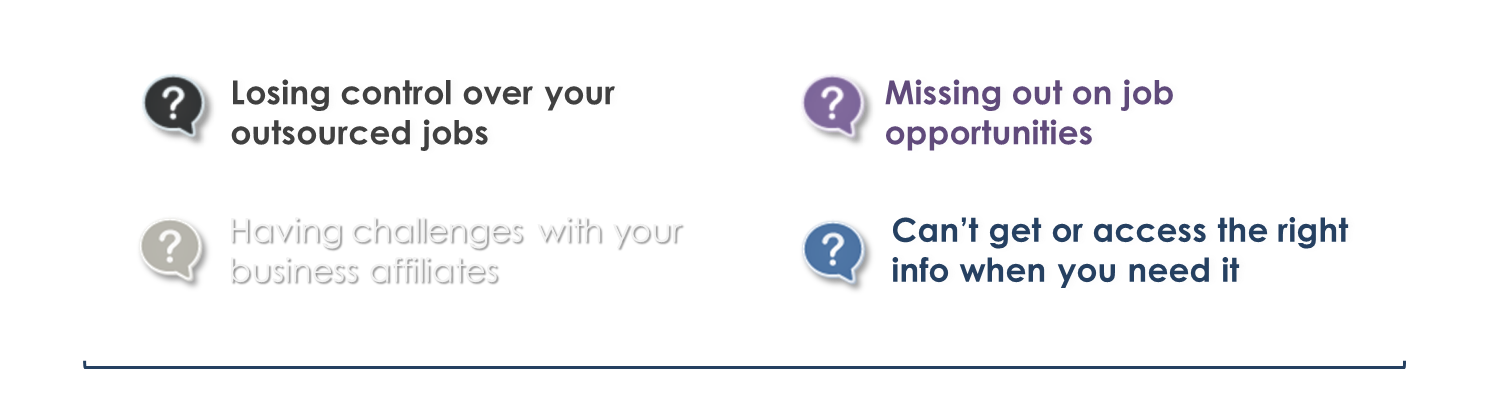 Losing control over your
outsourced jobs
Missing out on job
opportunities
Having challenges with your
business affiliates
Can't get or access the right
info when you need it